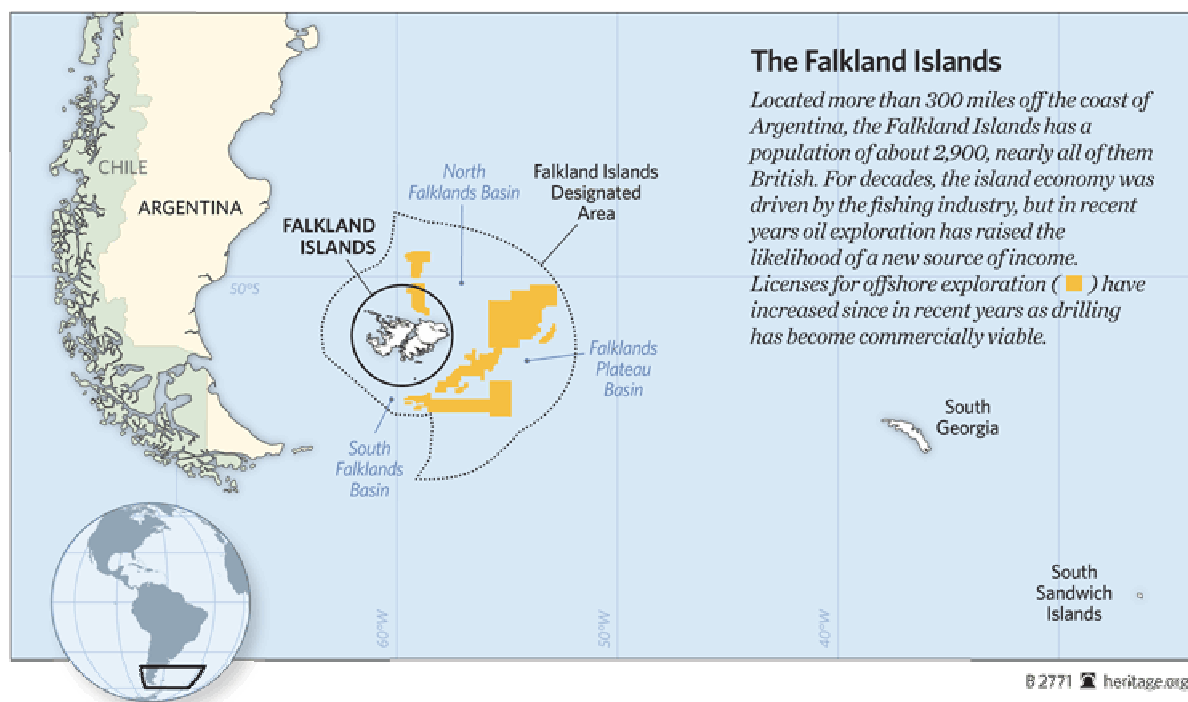 The Falkland Islands
Located more than 300 miles off the coast of
Argentina, the Falkland Islands has a
population of about 2,900, nearly all of them
British. For decades, the island economy was
driven by the fishing industry, but in recent
years oil exploration has raised the
likelihood of a new source of income.
Licenses for offshore exploration ( ) have
increased since in recent years as drilling
has become commercially viable.
CHILE
ARGENTINA
FALKLAND
ISLANDS
North
Falklands Basin
Falkland Islands
Designated
Area
50°S
Falklands
Plateau
Basin
South
Falklands
Basin
South
Georgia
South
Sandwich
Islands
60°W
50°W
40°W
B 2771 heritage.org